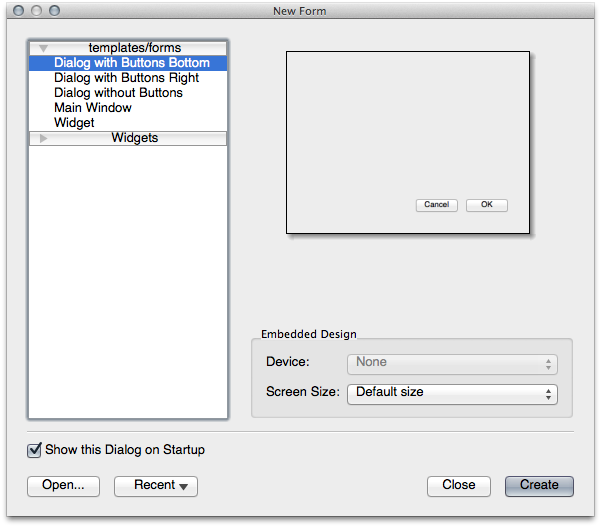 New Form
templates/forms
Dialog with Buttons Bottom
Dialog with Buttons Right
Dialog without Buttons
Main Window
Widget
Widgets
Cancel OK
Embedded Design
Device: None
Screen Size: Default size
Show this Dialog on Startup
Open... Recent Close Create